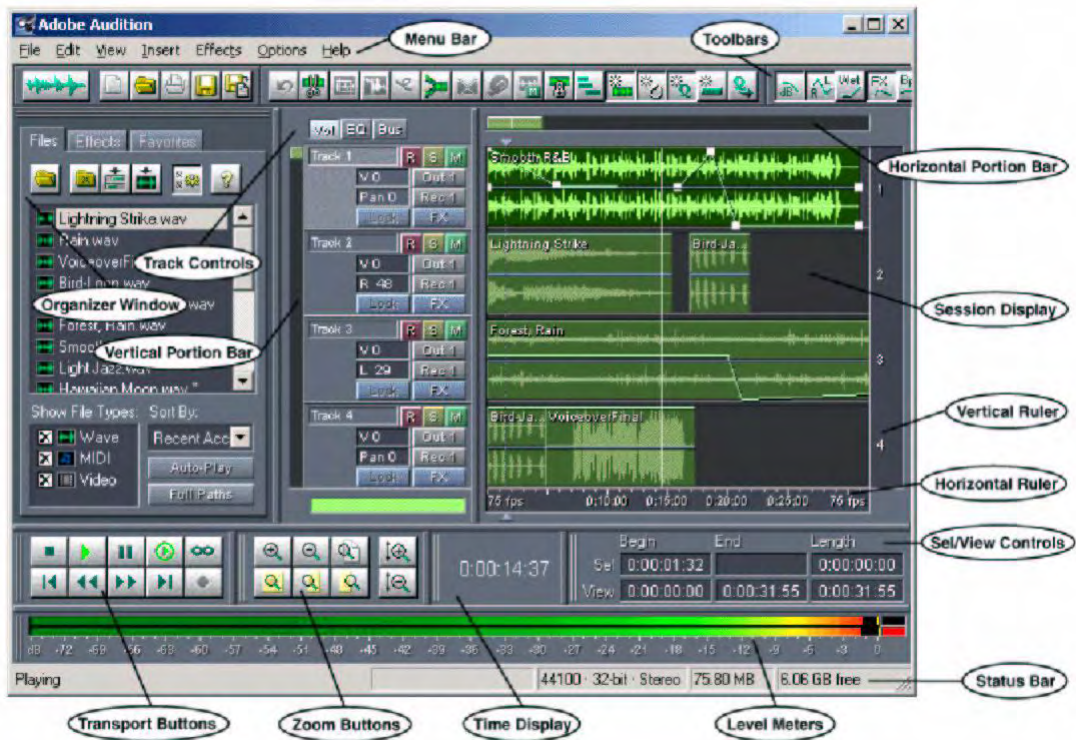 Adobe Audition
File Edit View Insert Effects Options Help
Menu Bar
Toolbars
dB R L Wet FX
Files Effects Favorites
Vol EQ Bus
Horizontal Portion Bar
Track 1 R S M
V 0 Out 1
Pan 0 Rec 1
Lock FX
Smooth R&B
1
Lightning Strike.wav
Rain.wav
Track Controls
Organizer Window
Forest, Rain.wav
Vertical Portion Bar
Light Jazz.wav
Hawaiian Moon.wav *
Track 2 R S M
V 0 Out 1
R 48 Rec 1
Lock FX
Lightning Strike
Bird-Ja...
2
Session Display
Track 3 R S M
V 0 Out 1
L 29 Rec 1
Lock FX
Forest, Rain
3
Show File Types: Sort By:
Wave
MIDI
Video
Recent Acc
Auto-Play
Full Paths
Track 4 R S M
V 0 Out 1
Pan 0 Rec 1
Lock FX
Bird-Ja... VoiceoverFinal
4
Vertical Ruler
75 fps 0:10:00 0:15:00 0:20:00 0:25:00 75 fps
Horizontal Ruler
Begin End Length
Sel 0:00:01:32 0:00:00:00
View 0:00:00:00 0:00:31:55 0:00:31:55
Sel/View Controls
0:00:14:37
dB -72 -69 -66 -63 -60 -57 -54 -51 -48 -45 -42 -39 -36 -33 -30 -27 -24 -21 -18 -15 -12 -9 -6 -3 0
Playing
44100 · 32-bit · Stereo 75.80 MB 6.06 GB free
Status Bar
Transport Buttons
Zoom Buttons
Time Display
Level Meters